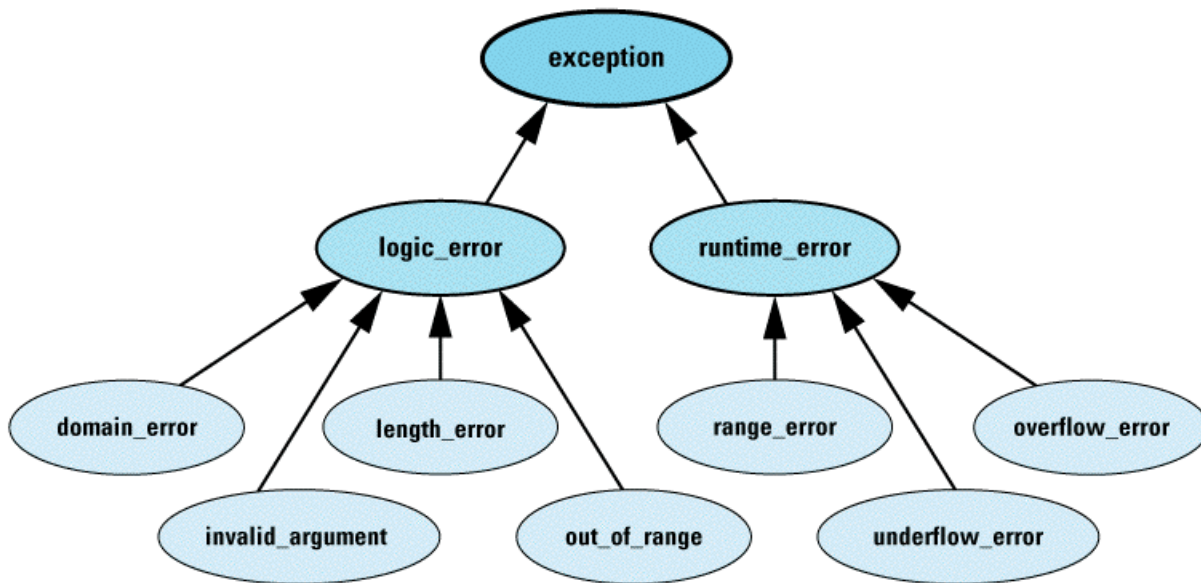 exception
logic_error
runtime_error
domain_error
length_error
range_error
overflow_error
invalid_argument
out_of_range
underflow_error